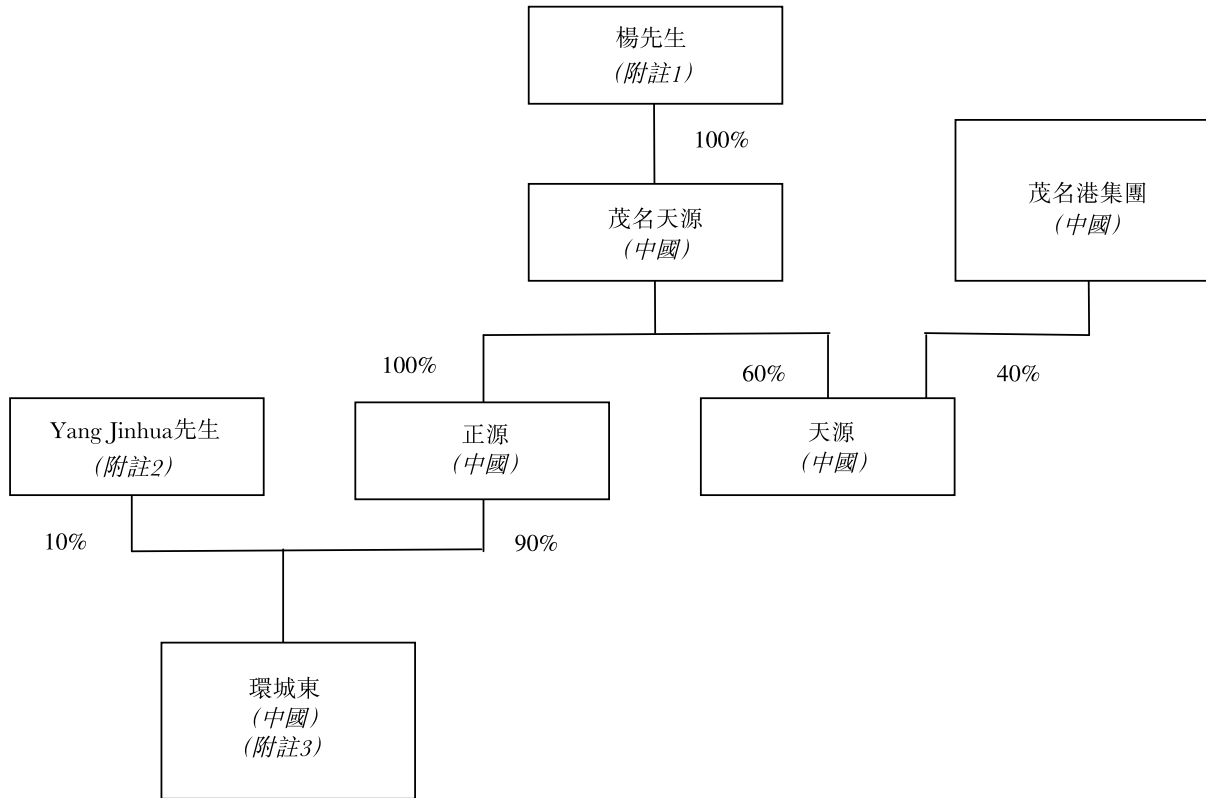 楊先生
(附註1)
100%
茂名港集團
(中國)
茂名天源
(中國)
100%
60%
40%
Yang Jinhua先生
(附註2)
正源
(中國)
天源
(中國)
10%
90%
環城東
(中國)
(附註3)